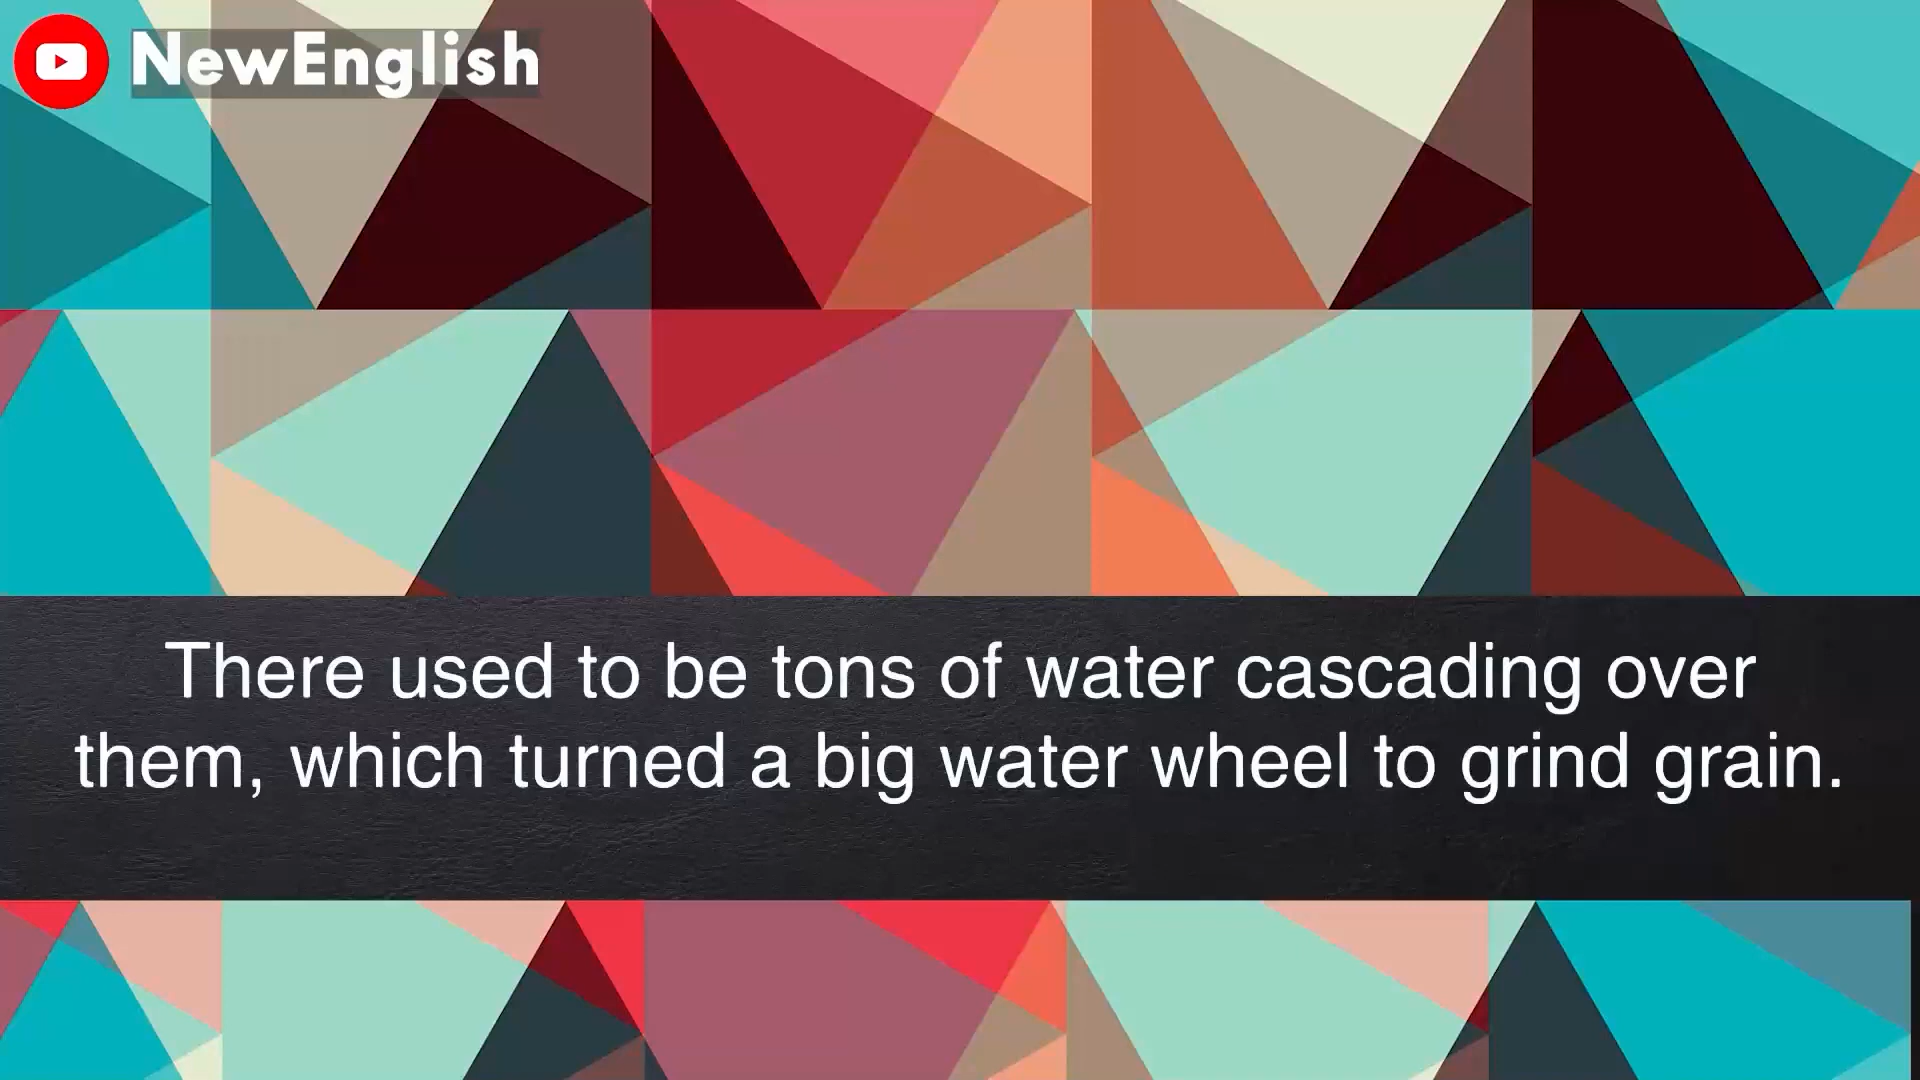 NewEnglish
There used to be tons of water cascading over
them, which turned a big water wheel to grind grain.